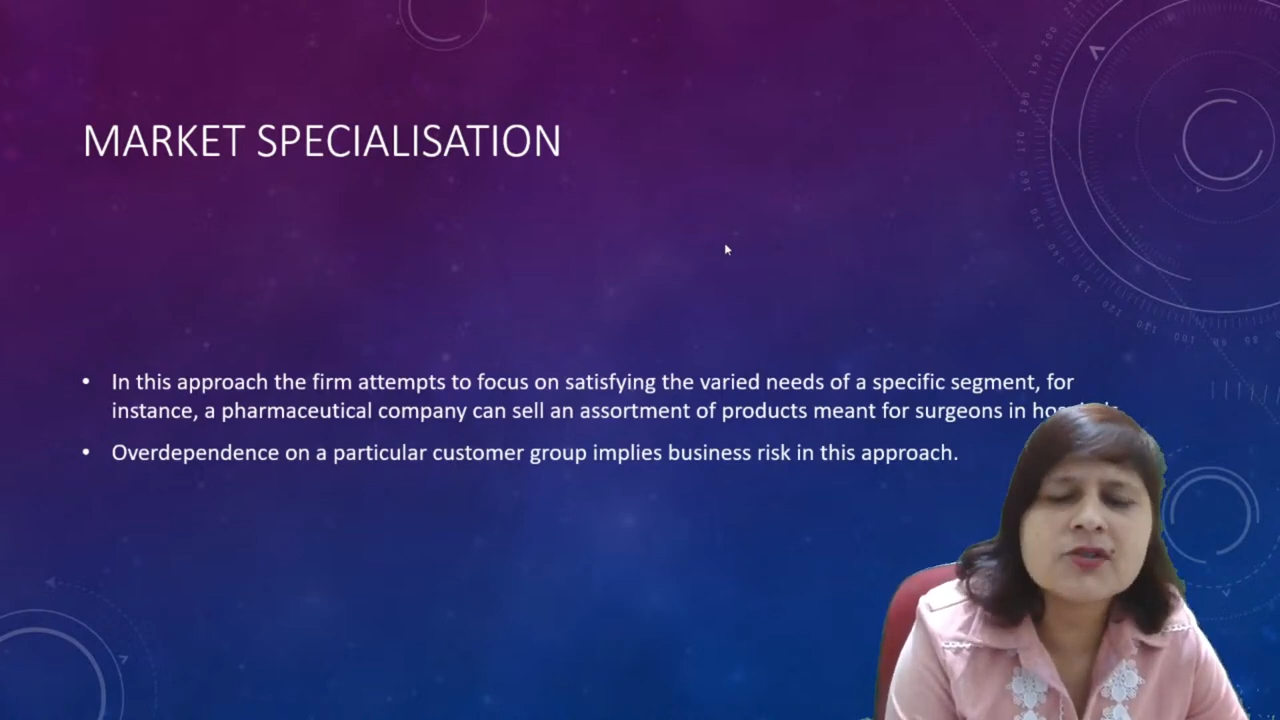 MARKET SPECIALISATION
• In this approach the firm attempts to focus on satisfying the varied needs of a specific segment, for
instance, a pharmaceutical company can sell an assortment of products meant for surgeons in
• Overdependence on a particular customer group implies business risk in this approach.